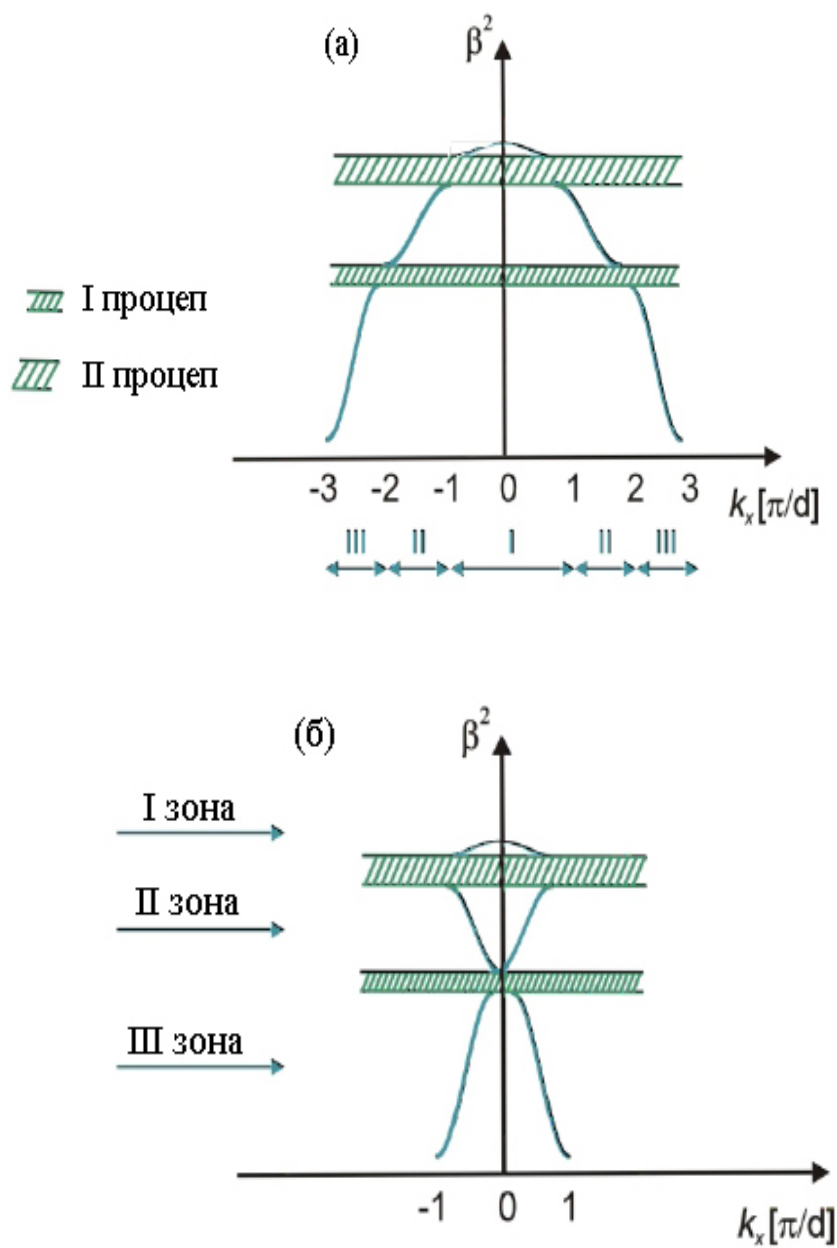 (а)
β²
I процеп
II процеп
-3 -2 -1 0 1 2 3
kₓ[π/d]
III II I II III
(б)
β²
I зона
II зона
III зона
-1 0 1
kₓ[π/d]